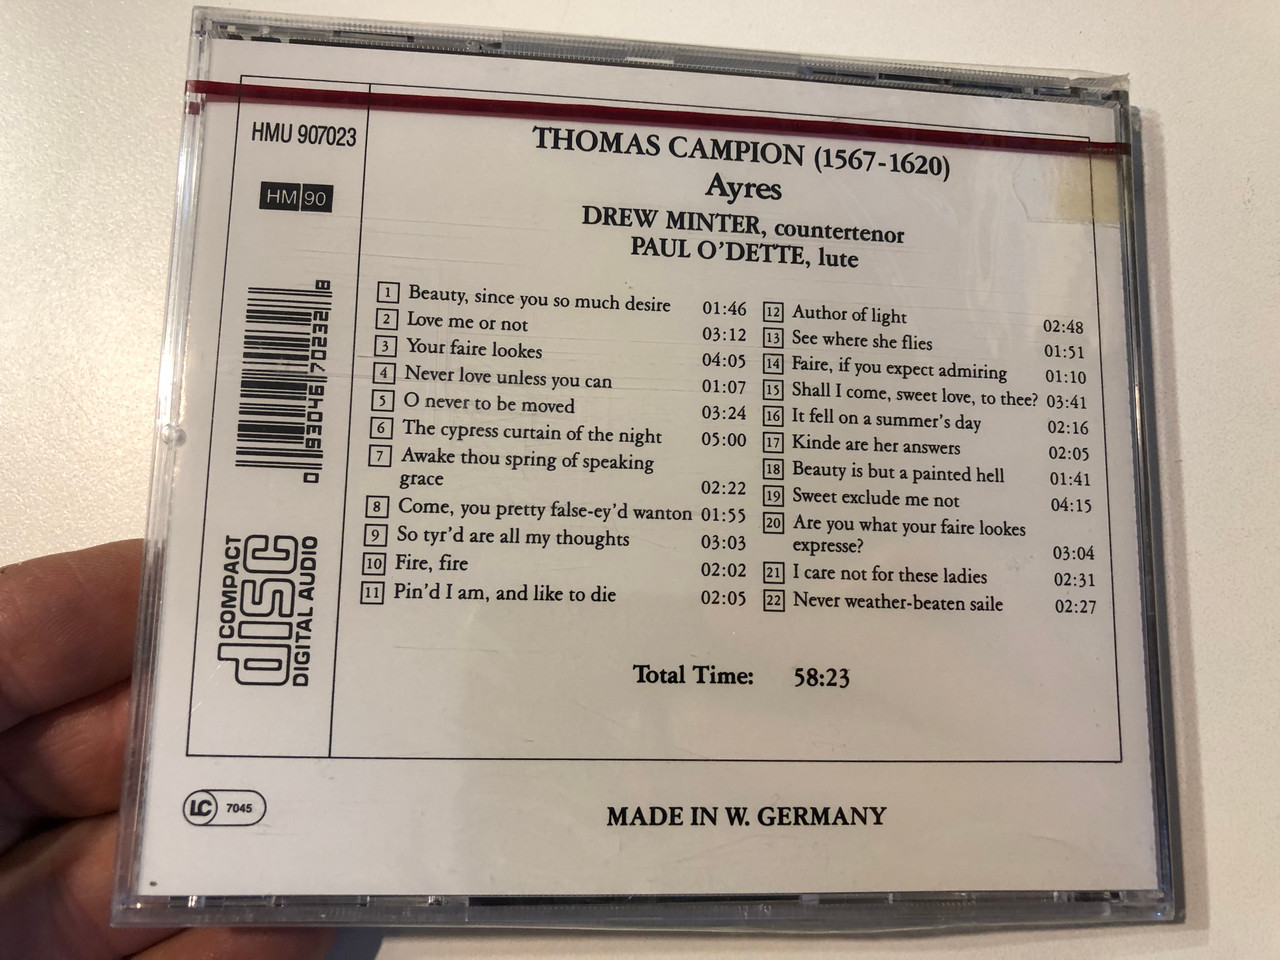 HMU 907023
HM 90
0 93046 70232 8
COMPACT
disc
DIGITAL AUDIO
THOMAS CAMPION (1567-1620)
Ayres
DREW MINTER, countertenor
PAUL O'DETTE, lute
1 Beauty, since you so much desire 01:46
2 Love me or not 03:12
3 Your faire lookes 04:05
4 Never love unless you can 01:07
5 O never to be moved 03:24
6 The cypress curtain of the night 05:00
7 Awake thou spring of speaking
grace 02:22
8 Come, you pretty false-ey'd wanton 01:55
9 So tyr'd are all my thoughts 03:03
10 Fire, fire 02:02
11 Pin'd I am, and like to die 02:05
12 Author of light 02:48
13 See where she flies 01:51
14 Faire, if you expect admiring 01:10
15 Shall I come, sweet love, to thee? 03:41
16 It fell on a summer's day 02:16
17 Kinde are her answers 02:05
18 Beauty is but a painted hell 01:41
19 Sweet exclude me not 04:15
20 Are you what your faire lookes
expresse? 03:04
21 I care not for these ladies 02:31
22 Never weather-beaten saile 02:27
Total Time: 58:23
LC 7045
MADE IN W. GERMANY